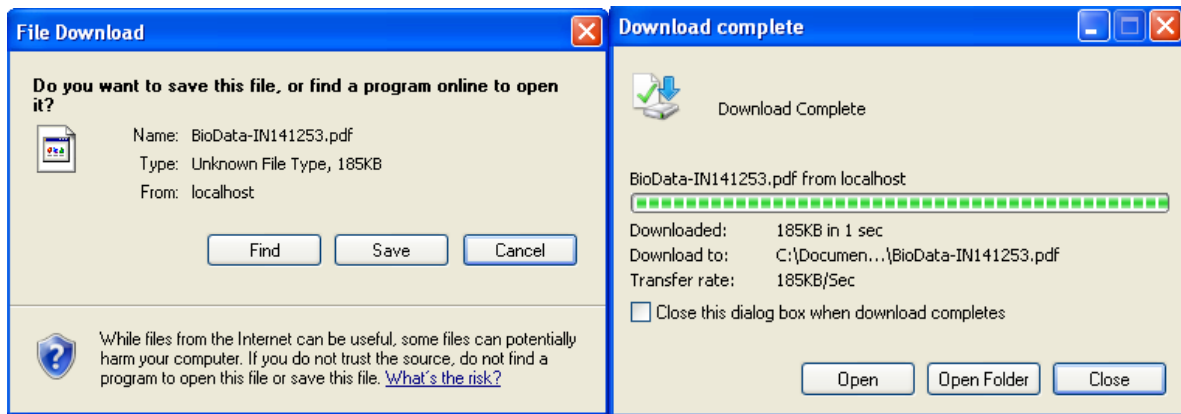 File Download
Do you want to save this file, or find a program online to open
it?
Name: BioData-IN141253.pdf
Type: Unknown File Type, 185KB
From: localhost
Find
Save
Cancel
While files from the Internet can be useful, some files can potentially
harm your computer. If you do not trust the source, do not find a
program to open this file or save this file. What's the risk?
Download complete
Download Complete
BioData-IN141253.pdf from localhost
Downloaded: 185KB in 1 sec
Download to: C:\Documen...\BioData-IN141253.pdf
Transfer rate: 185KB/Sec
Close this dialog box when download completes
Open
Open Folder
Close